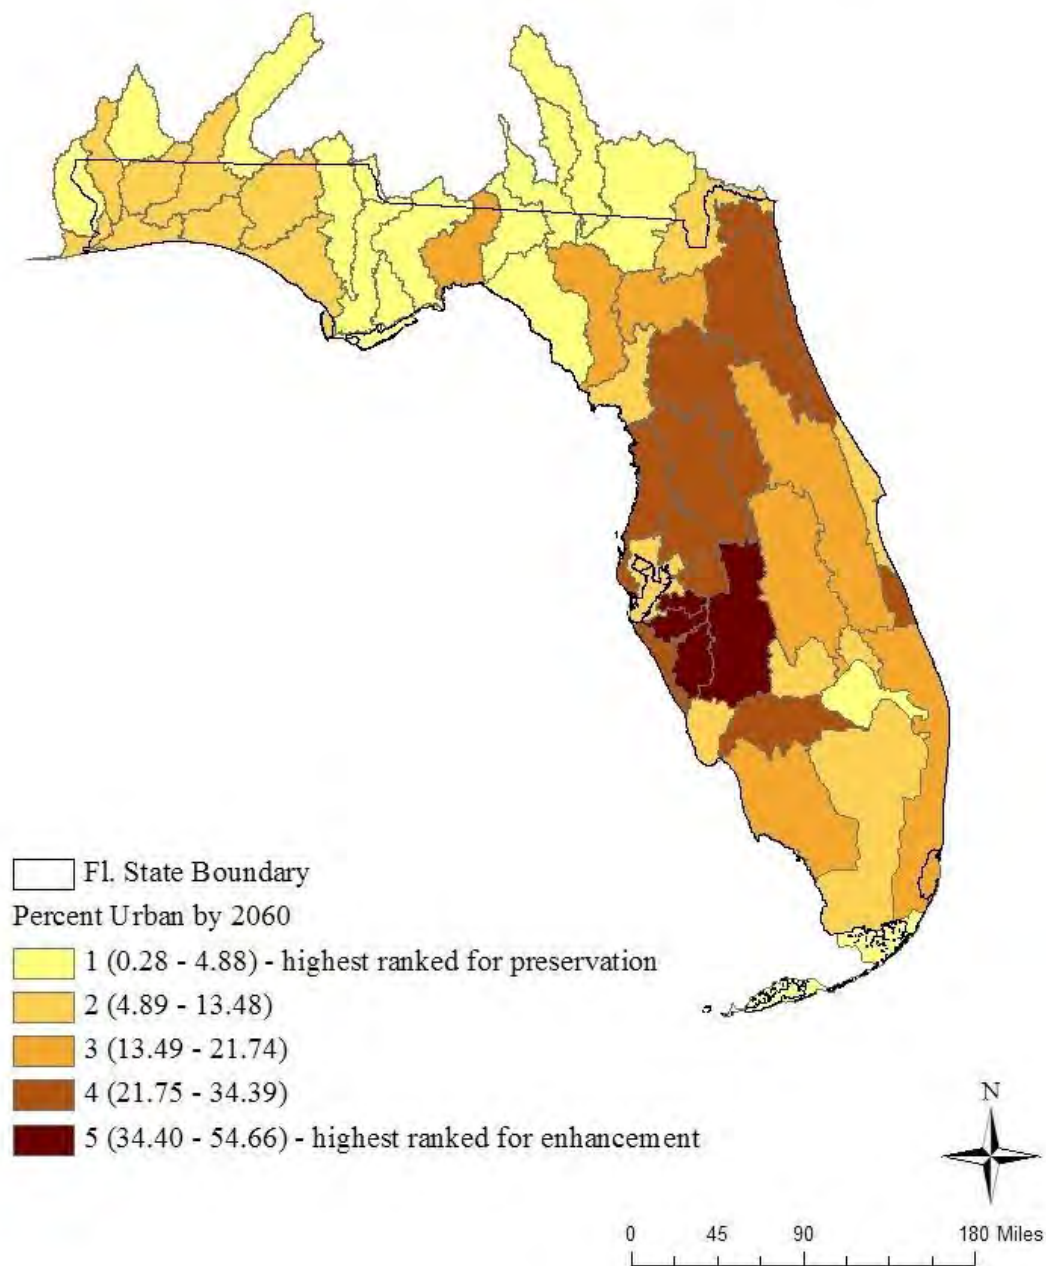 Fl. State Boundary
Percent Urban by 2060
1 (0.28 - 4.88) - highest ranked for preservation
2 (4.89 - 13.48)
3 (13.49 - 21.74)
4 (21.75 - 34.39)
5 (34.40 - 54.66) - highest ranked for enhancement
N
0 45 90 180 Miles